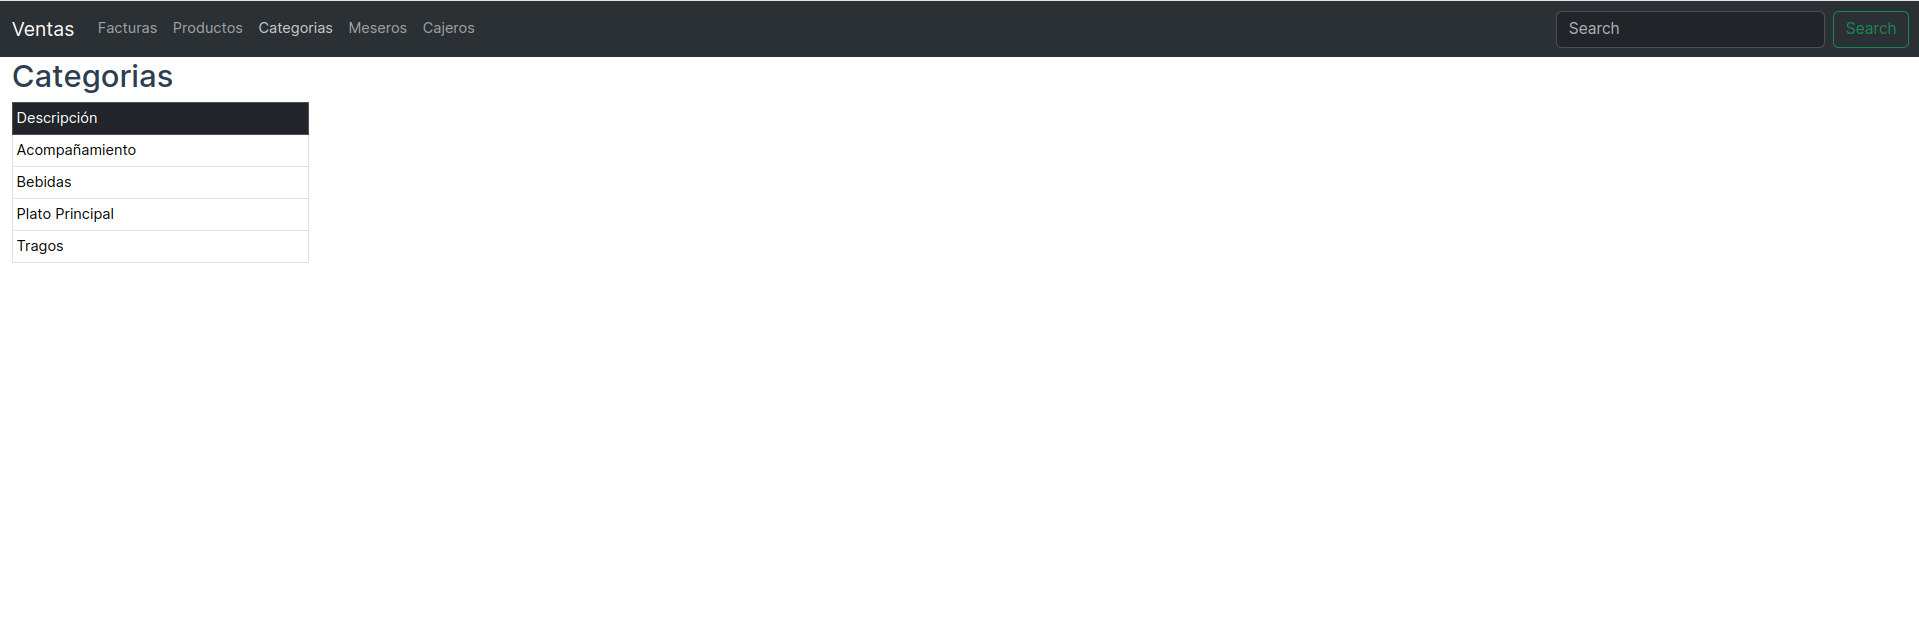 Ventas Facturas Productos Categorias Meseros Cajeros Search Search
Categorias
Descripción
Acompañamiento
Bebidas
Plato Principal
Tragos